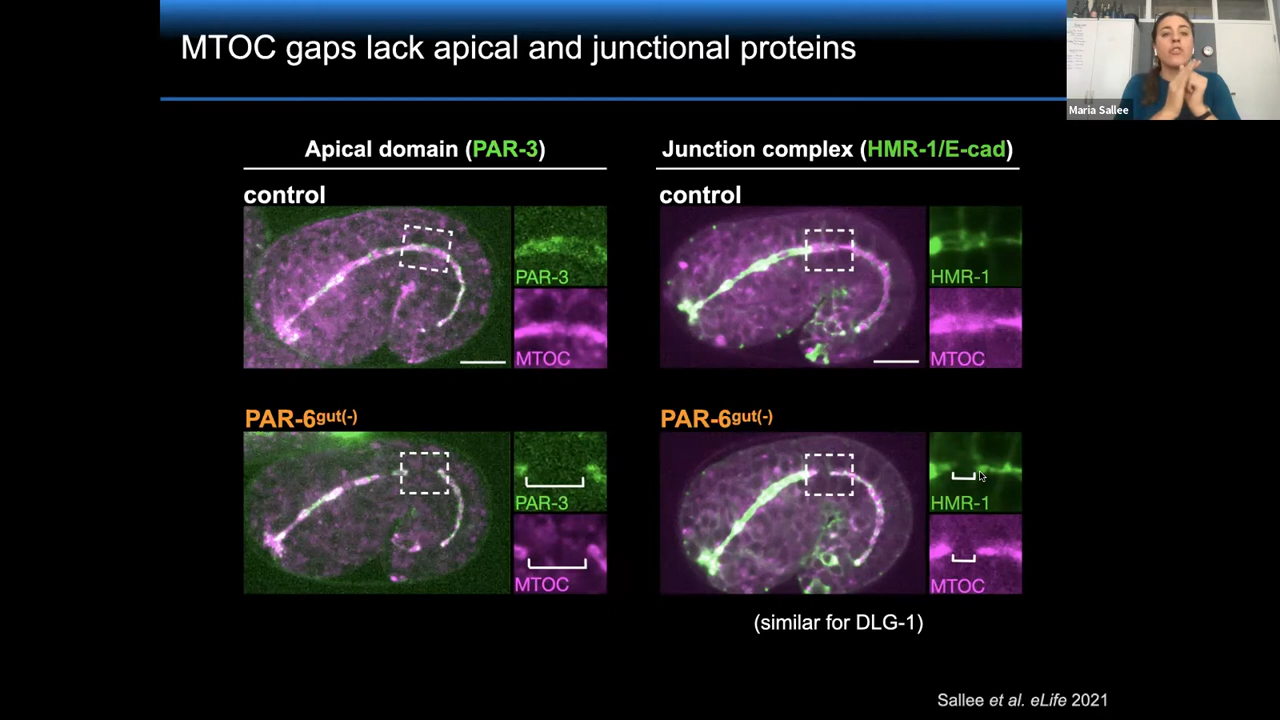 MTOC gaps lack apical and junctional proteins
Maria Sallee
Apical domain (PAR-3)
control
PAR-3
MTOC
PAR-6gut(-)
PAR-3
MTOC
Junction complex (HMR-1/E-cad)
control
HMR-1
MTOC
PAR-6gut(-)
HMR-1
MTOC
(similar for DLG-1)
Sallee et al. eLife 2021